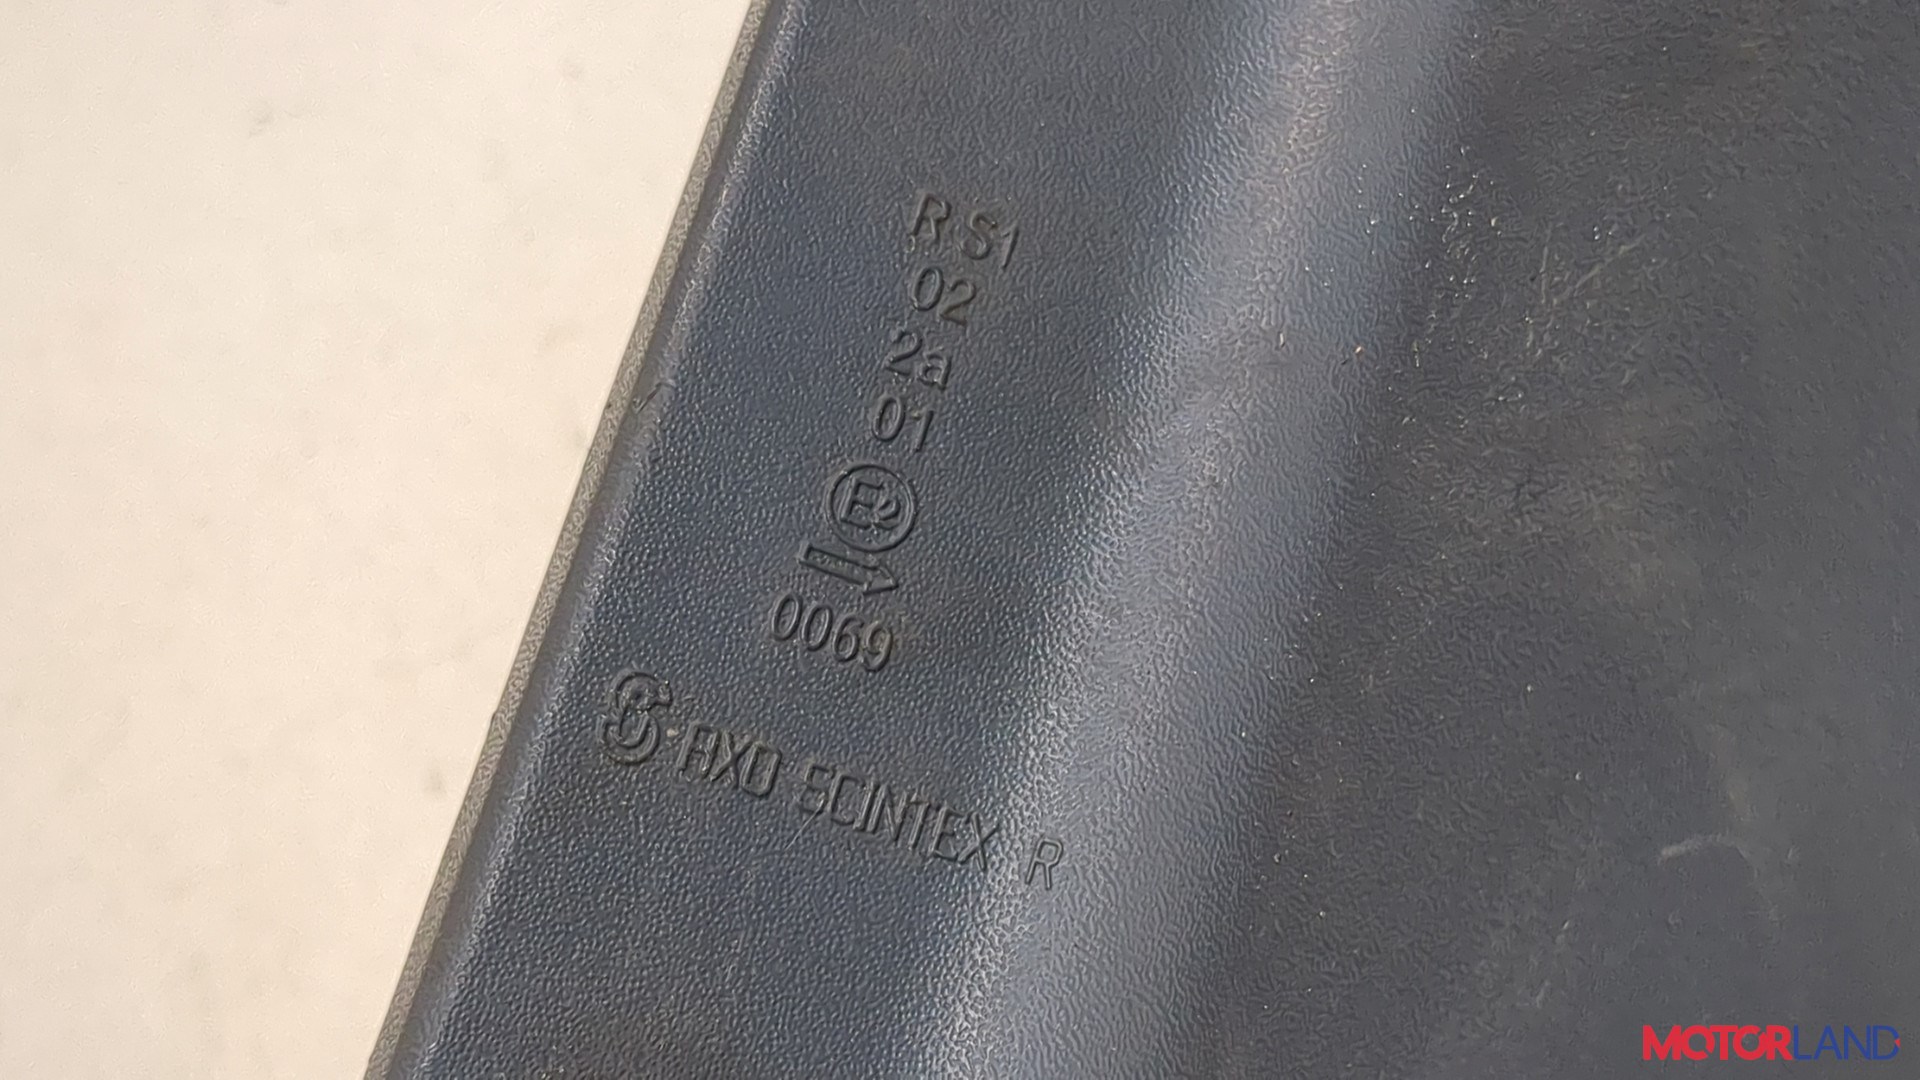 R S1
02
2a
01
E2
→
0069
AXO SCINTEX R
MOTORLAND